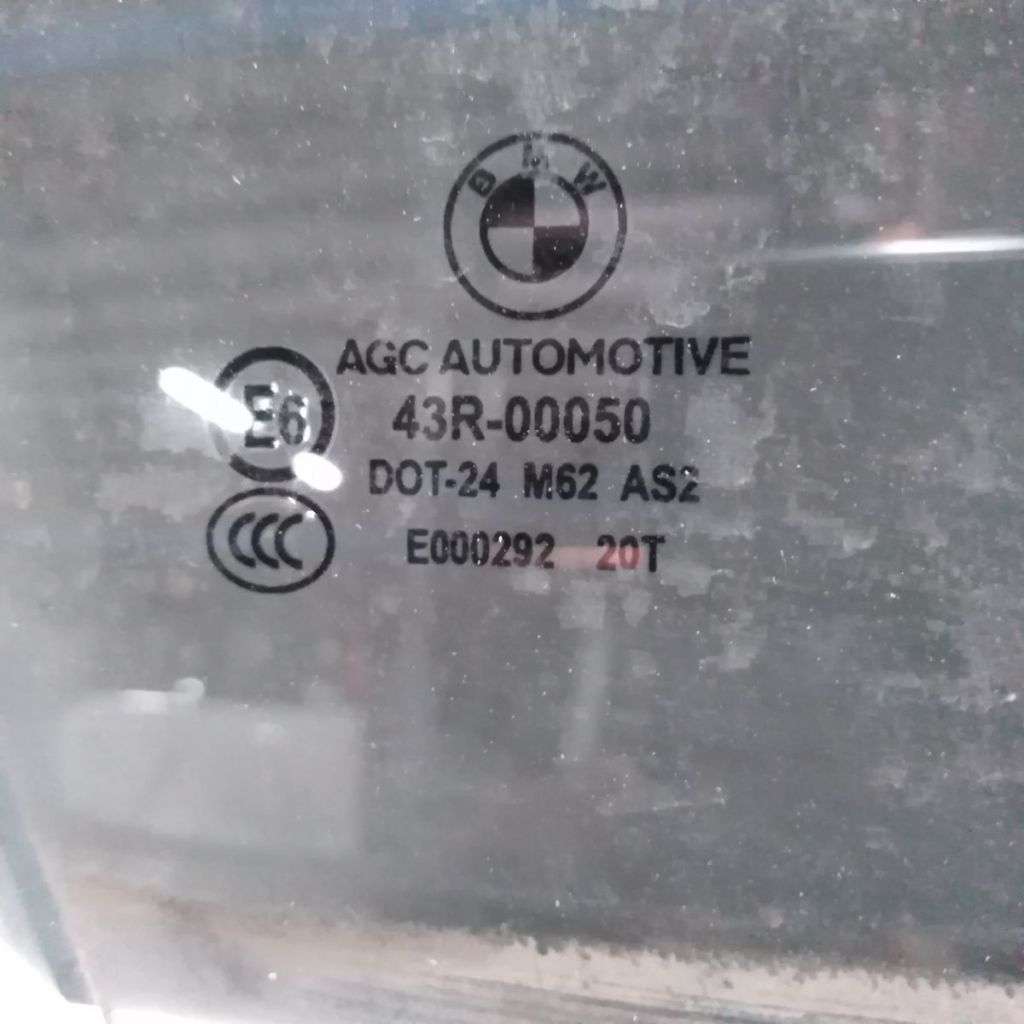 BMW
AGC AUTOMOTIVE
E6
43R-00050
DOT-24 M62 AS2
CCC
E000292 20T